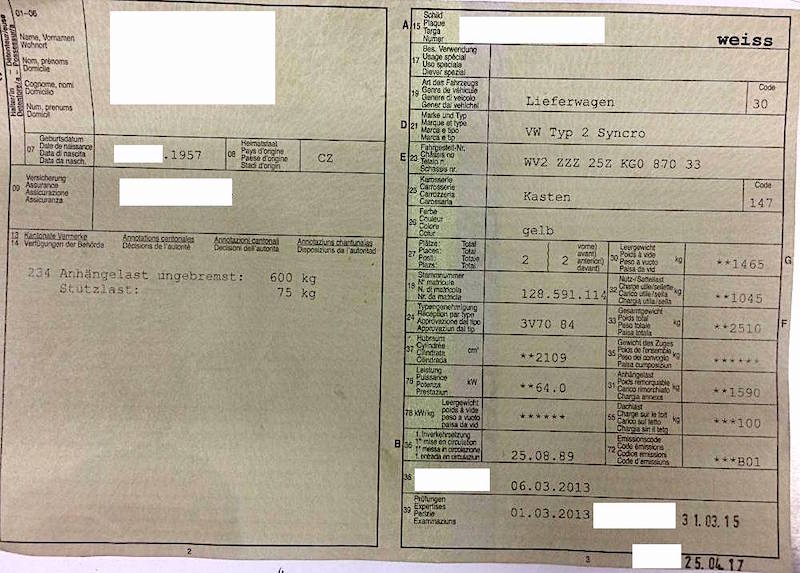 01-06
Halter/in
Detenteur/euse
Detentore/a - Possessur/a
Name, Vornamen
Wohnort
Nom, prénoms
Domicile
Cognome, nomi
Domicilio
Num, prenums
Domicil
07
Geburtsdatum
Date de naissance
Data di nascita
Data da nasch.
.1957
08
Heimatstaat
Pays d'origine
Paese d'origine
Stadi d'origin
CZ
09
Versicherung
Assurance
Assicurazione
Assicuranza
13 Kantonale Vermerke Annotations cantonales Annotazioni cantonali Annotaziuns chantunalas
14 Verfügungen der Behörde Décisions de l'autorité Decisioni dell'autorità Disposiziuns da l'autoritad
234 Anhängelast ungebremst: 600 kg
Stützlast: 75 kg
2
A 15
Schild
Plaque
Targa
Numer
weiss
17
Bes. Verwendung
Usage spécial
Uso speciale
Diever spezial
19
Art des Fahrzeugs
Genre de véhicule
Genere di veicolo
Gener dal vehichel
Lieferwagen
Code
30
D 21
Marke und Typ
Marque et type
Marca e tipo
Marca e tip
VW Typ 2 Syncro
E 23
Fahrgestell-Nr.
Châssis no
Telaio n.
Schassis nr.
WV2 ZZZ 25Z KG0 870 33
25
Karosserie
Carrosserie
Carrozzeria
Carossaria
Kasten
Code
147
26
Farbe
Couleur
Colore
Colur
gelb
27
Plätze: Total
Places: Total
Posti: Totale
Plazs: Total
2
2
vorne)
avant)
anteriori)
davant)
30
Leergewicht
Poids à vide
Peso a vuoto
Paisa da vid
kg
**1465
G
18
Stammnummer
N° matricule
N. di matricola
Nr. da matricla
128.591.114
32
Nutz-/Sattellast
Charge utile/sellette
Carico utile/sella
Chargia utila/sella
kg
**1045
24
Typengenehmigung
Réception par type
Approvazione del tipo
Approvaziun dal tip
3V70 84
33
Gesamtgewicht
Poids total
Peso totale
Paisa totala
kg
**2510
F
37
Hubraum
Cylindrée
Cilindrata
Cilindrada
cm³
**2109
35
Gewicht des Zuges
Poids de l'ensemble
Peso del convoglio
Paisa cumposiziun
kg
******
76
Leistung
Puissance
Potenza
Prestaziun
kW
**64.0
31
Anhängelast
Poids remorquable
Carico rimorchiato
Chargia annexa
kg
**1590
78 kW/kg
Leergewicht
poids à vide
peso a vuoto
paisa da vid
******
55
Dachlast
Charge sur le toit
Carico sul tetto
Chargia sin il tetg
kg
***100
B 36
1. Inverkehrsetzung
1re mise en circulation
1a messa in circolazione
1. entrada en circulaziun
25.08.89
72
Emissionscode
Code émissions
Codice emissioni
Code d'emissiuns
***B01
38
06.03.2013
39
Prüfungen
Expertises
Perizie
Examinaziuns
01.03.2013
31.03.15
3
25.04.17